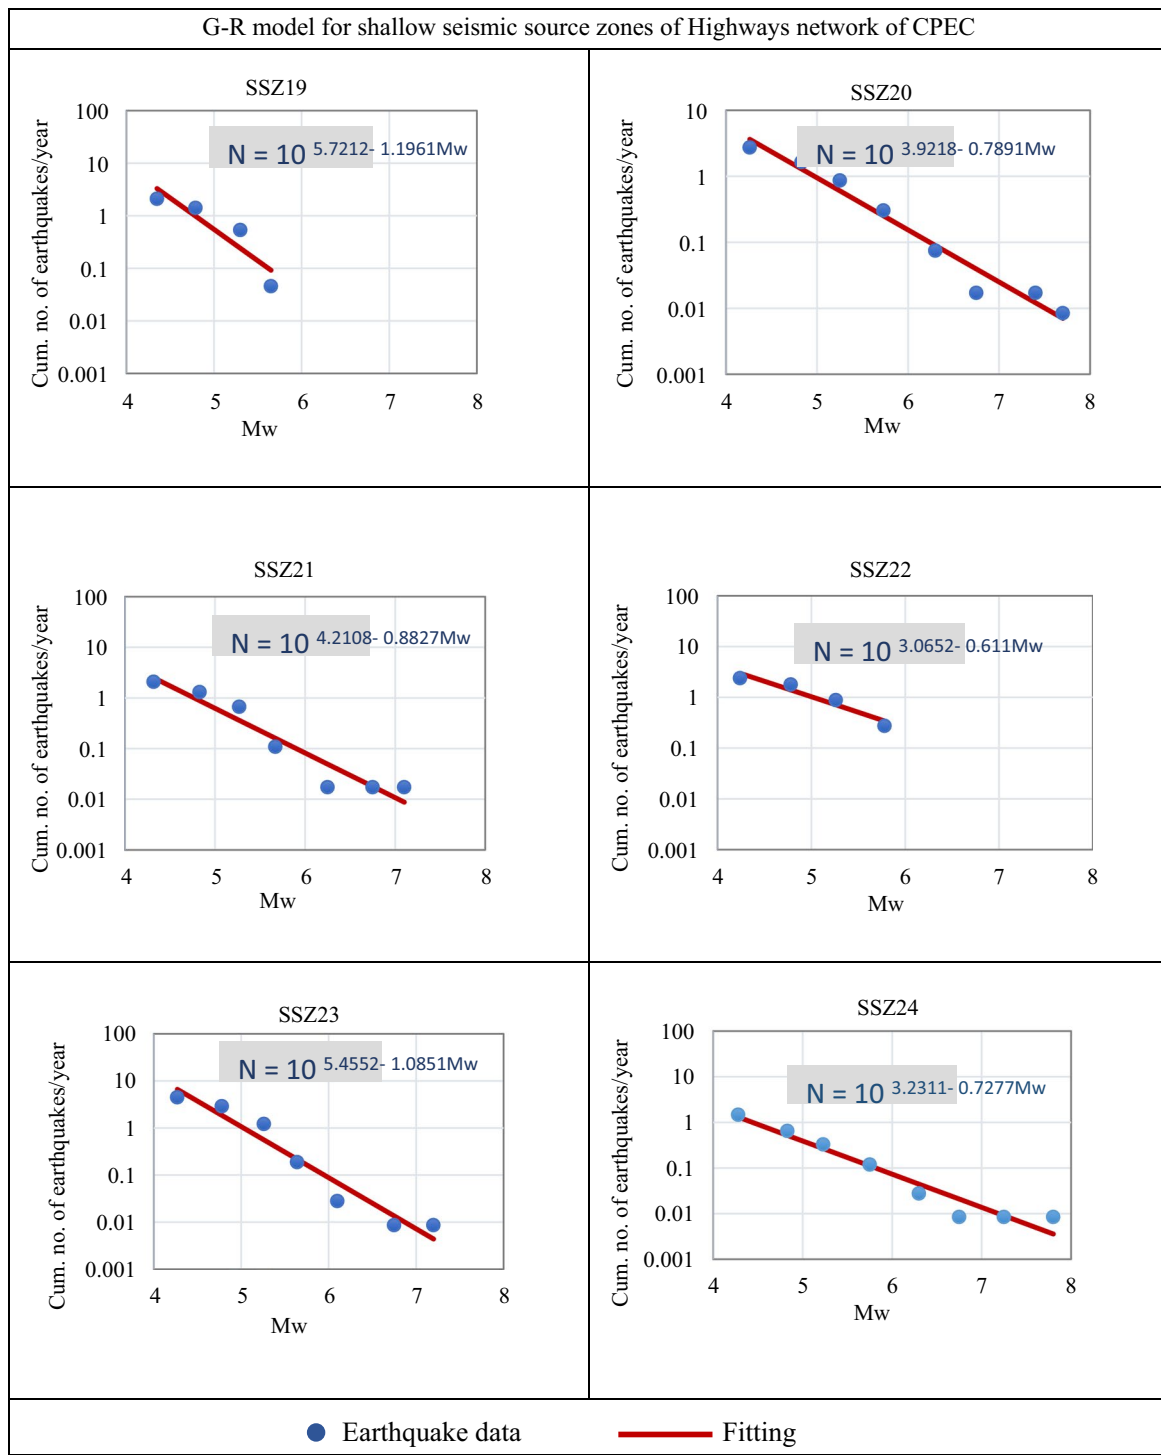 G-R model for shallow seismic source zones of Highways network of CPEC
SSZ19
Cum. no. of earthquakes/year
100
10
1
0.1
0.01
0.001
N = 10 5.7212- 1.1961Mw
4 5 6 7 8
Mw
SSZ20
Cum. no. of earthquakes/year
10
1
0.1
0.01
0.001
N = 10 3.9218- 0.7891Mw
4 5 6 7 8
Mw
SSZ21
Cum. no. of earthquakes/year
100
10
1
0.1
0.01
0.001
N = 10 4.2108- 0.8827Mw
4 5 6 7 8
Mw
SSZ22
Cum. no. of earthquakes/year
100
10
1
0.1
0.01
0.001
N = 10 3.0652- 0.611Mw
4 5 6 7 8
Mw
SSZ23
Cum. no. of earthquakes/year
100
10
1
0.1
0.01
0.001
N = 10 5.4552- 1.0851Mw
4 5 6 7 8
Mw
SSZ24
Cum. no. of earthquakes/year
100
10
1
0.1
0.01
0.001
N = 10 3.2311- 0.7277Mw
4 5 6 7 8
Mw
Earthquake data Fitting